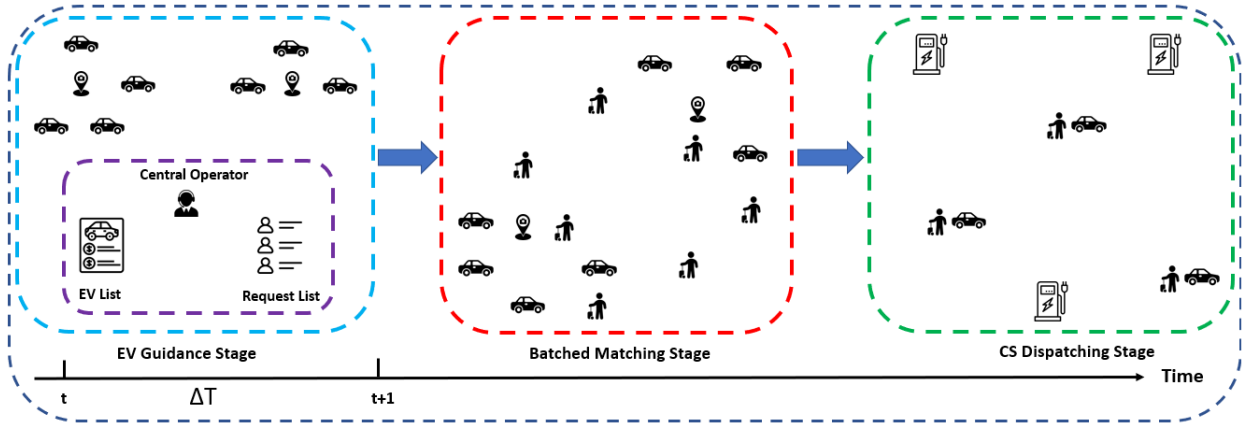 Central Operator
EV List
Request List
EV Guidance Stage
Batched Matching Stage
CS Dispatching Stage
Time
t
ΔT
t+1